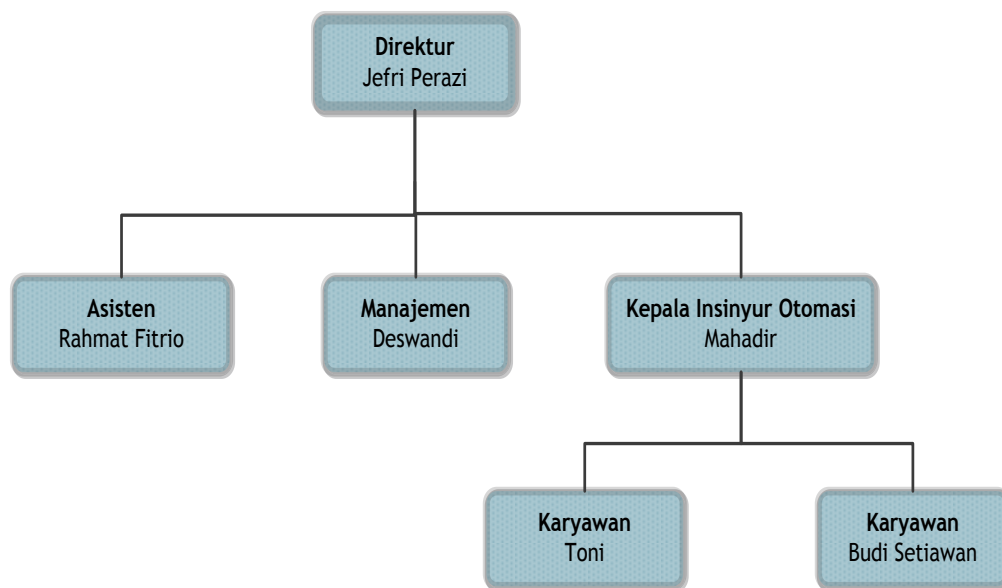 Direktur
Jefri Perazi
Asisten
Rahmat Fitrio
Manajemen
Deswandi
Kepala Insinyur Otomasi
Mahadir
Karyawan
Toni
Karyawan
Budi Setiawan